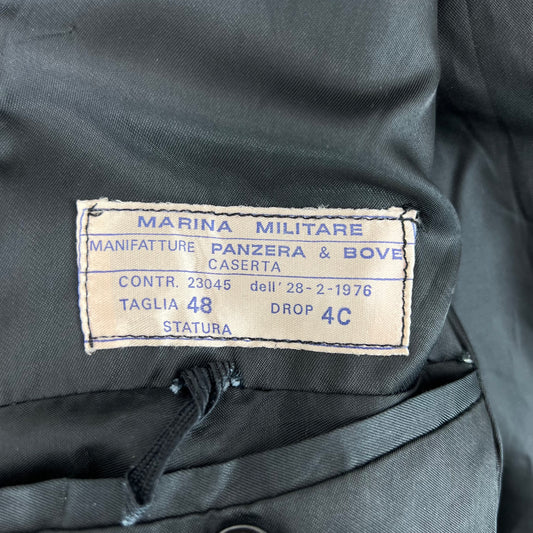 MARINA MILITARE
MANIFATTURE PANZERA & BOVE
CASERTA
CONTR. 23045 dell' 28-2-1976
TAGLIA 48 DROP 4C
STATURA